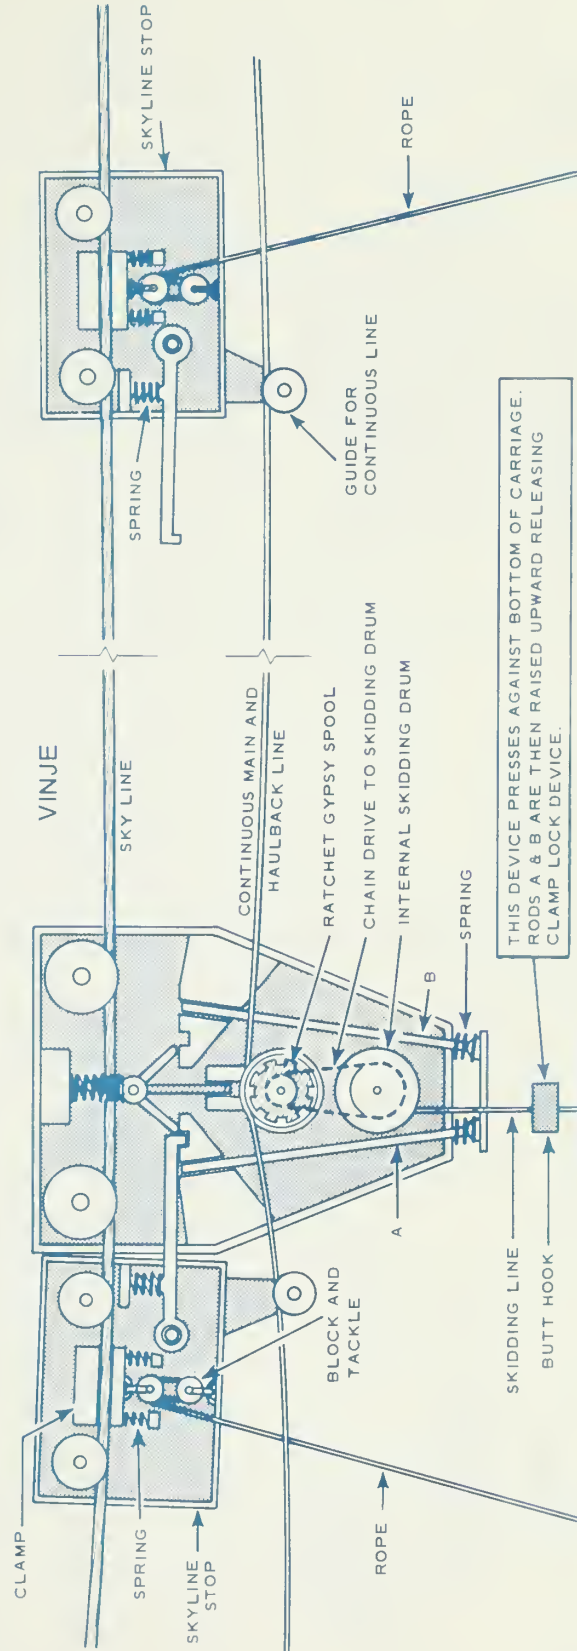 VINJE
SKYLINE STOP
SPRING
GUIDE FOR
CONTINUOUS LINE
ROPE
SKY LINE
CONTINUOUS MAIN AND
HAULBACK LINE
RATCHET GYPSY SPOOL
CHAIN DRIVE TO SKIDDING DRUM
INTERNAL SKIDDING DRUM
B
SPRING
A
SKIDDING LINE
BUTT HOOK
THIS DEVICE PRESSES AGAINST BOTTOM OF CARRIAGE.
RODS A & B ARE THEN RAISED UPWARD RELEASING
CLAMP LOCK DEVICE.
CLAMP
SPRING
SKYLINE
STOP
BLOCK AND
TACKLE
ROPE